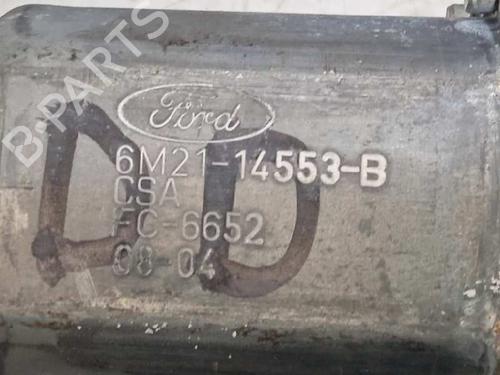 B-PARTS
Ford
6M21-14553-B
CSA
FC-6652
08-04
D D